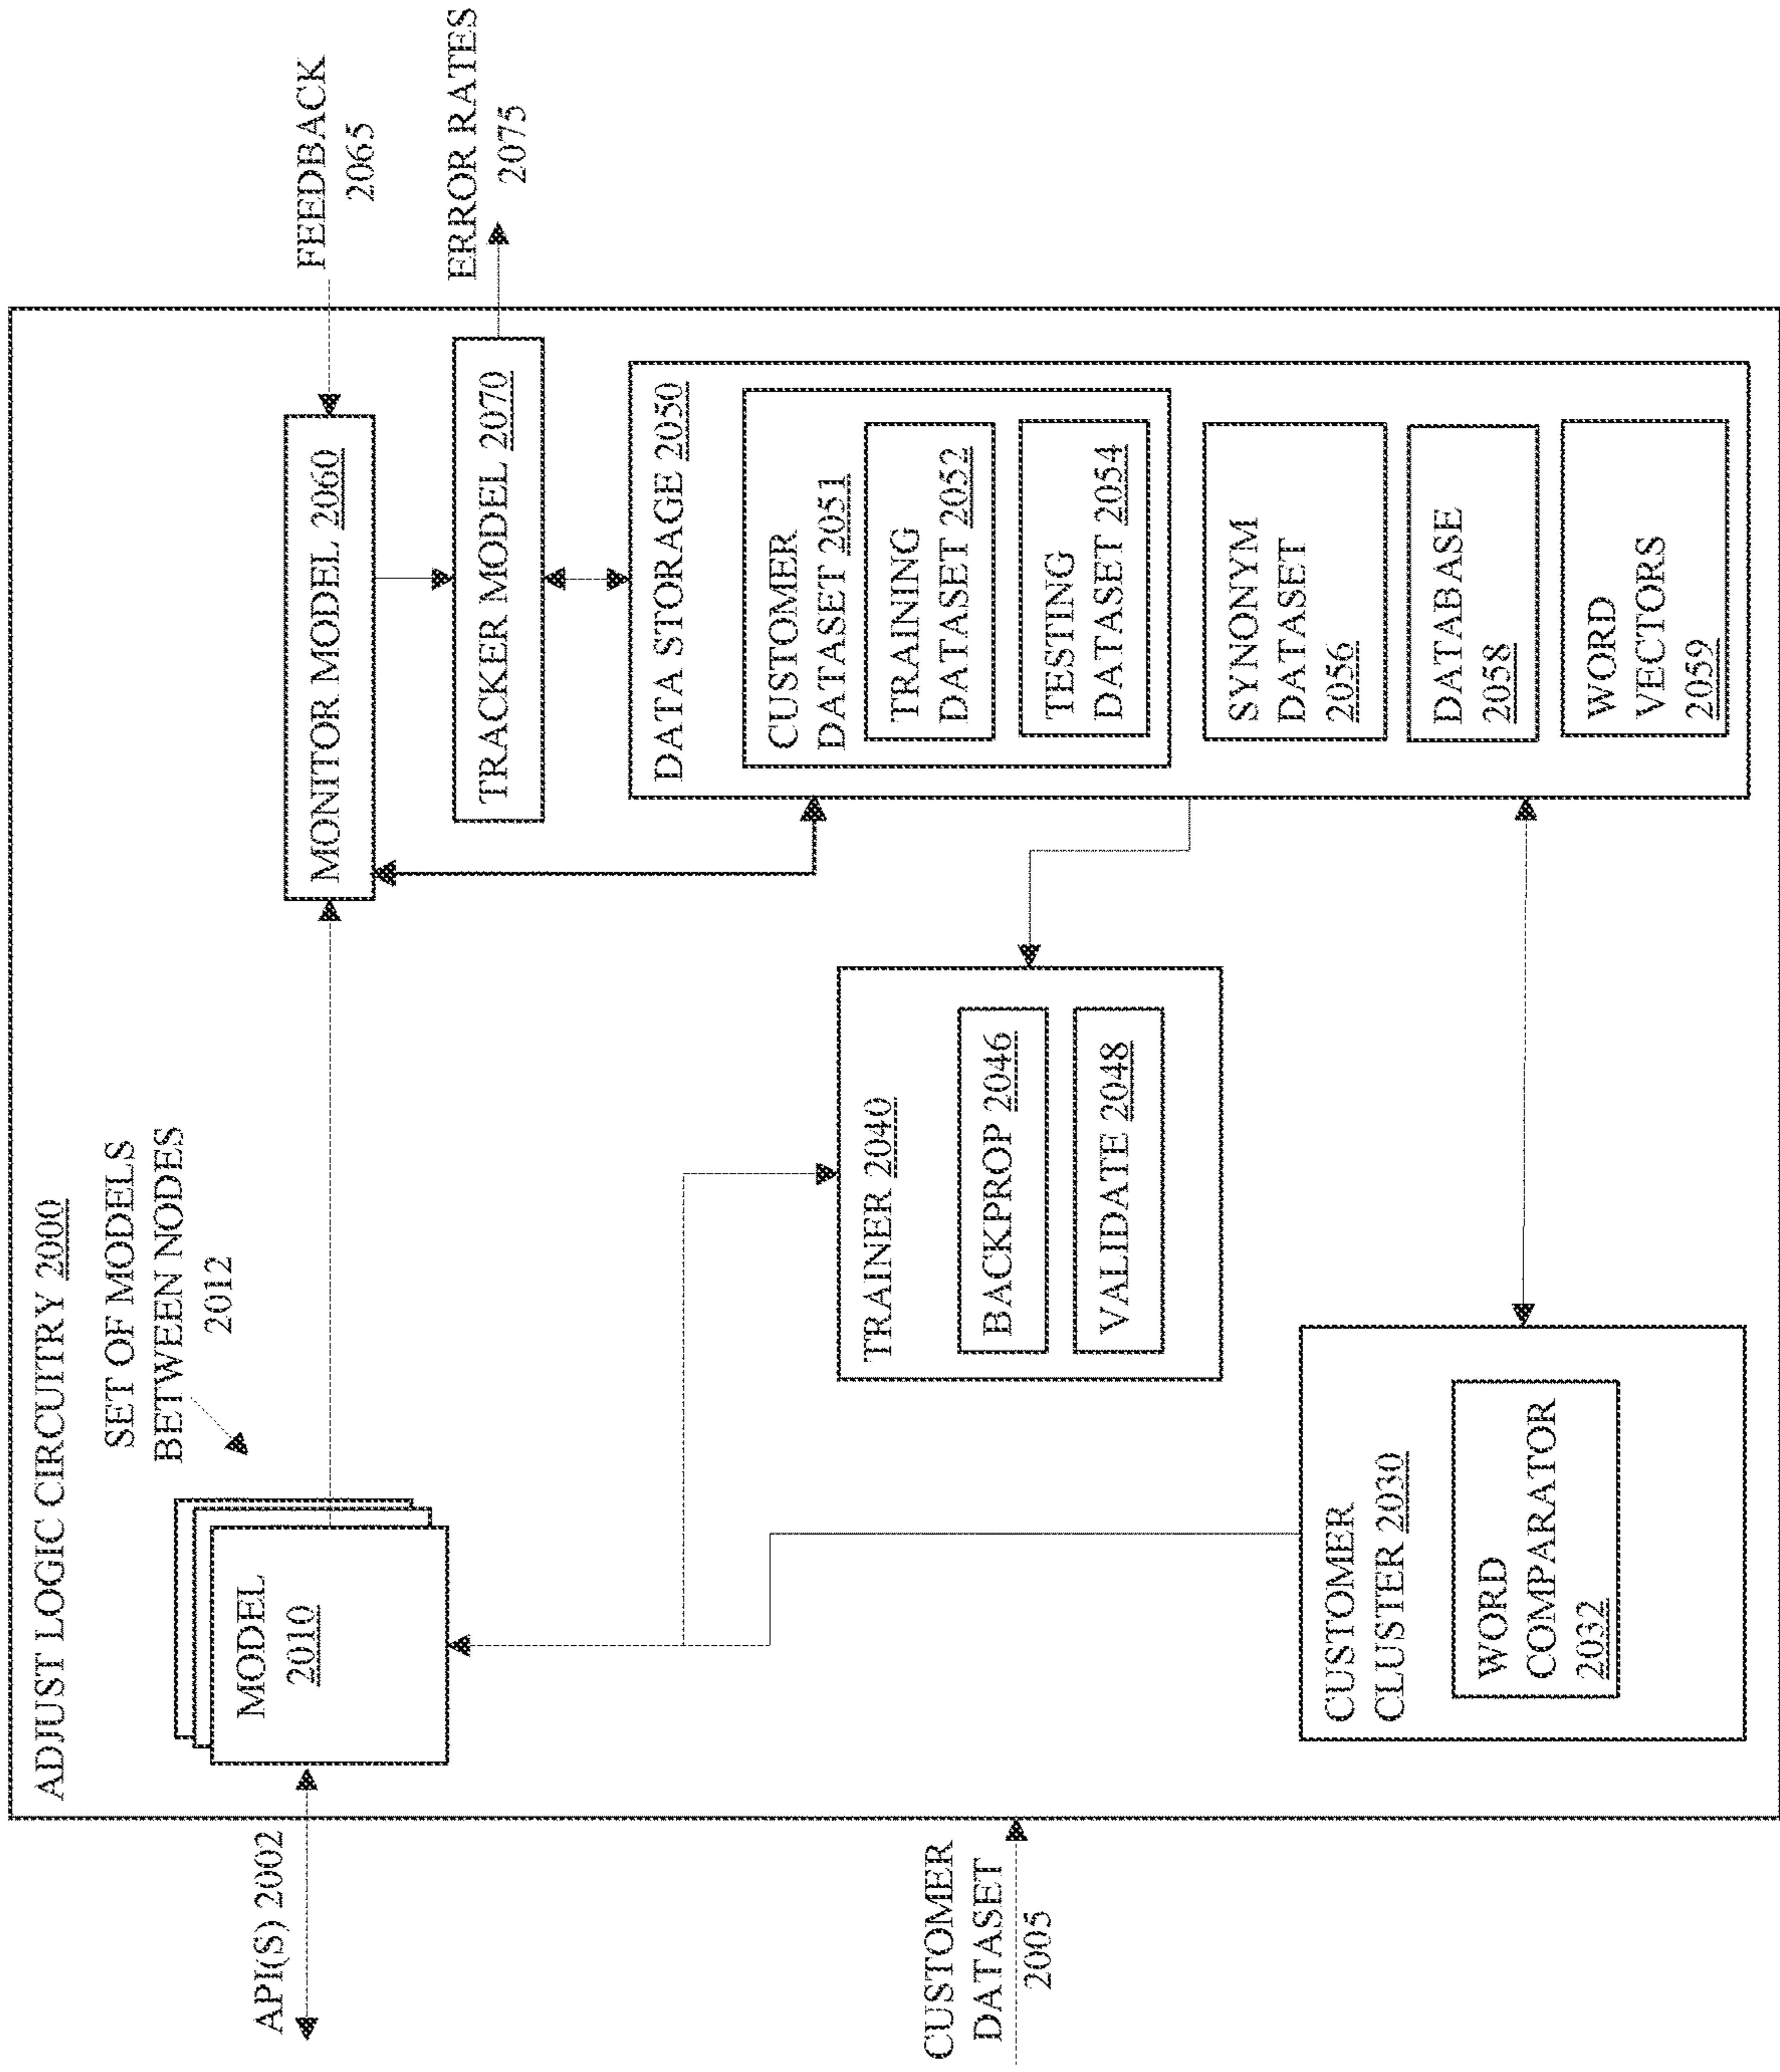 ADJUST LOGIC CIRCUITRY 2000
API(S) 2002
SET OF MODELS
BETWEEN NODES
2012
MODEL
2010
MONITOR MODEL 2060
FEEDBACK
2065
TRACKER MODEL 2070
ERROR RATES
2075
DATA STORAGE 2050
CUSTOMER
DATASET 2051
TRAINING
DATASET 2052
TESTING
DATASET 2054
SYNONYM
DATASET
2056
DATABASE
2058
WORD
VECTORS
2059
TRAINER 2040
BACKPROP 2046
VALIDATE 2048
CUSTOMER
DATASET
2005
CUSTOMER
CLUSTER 2030
WORD
COMPARATOR
2032